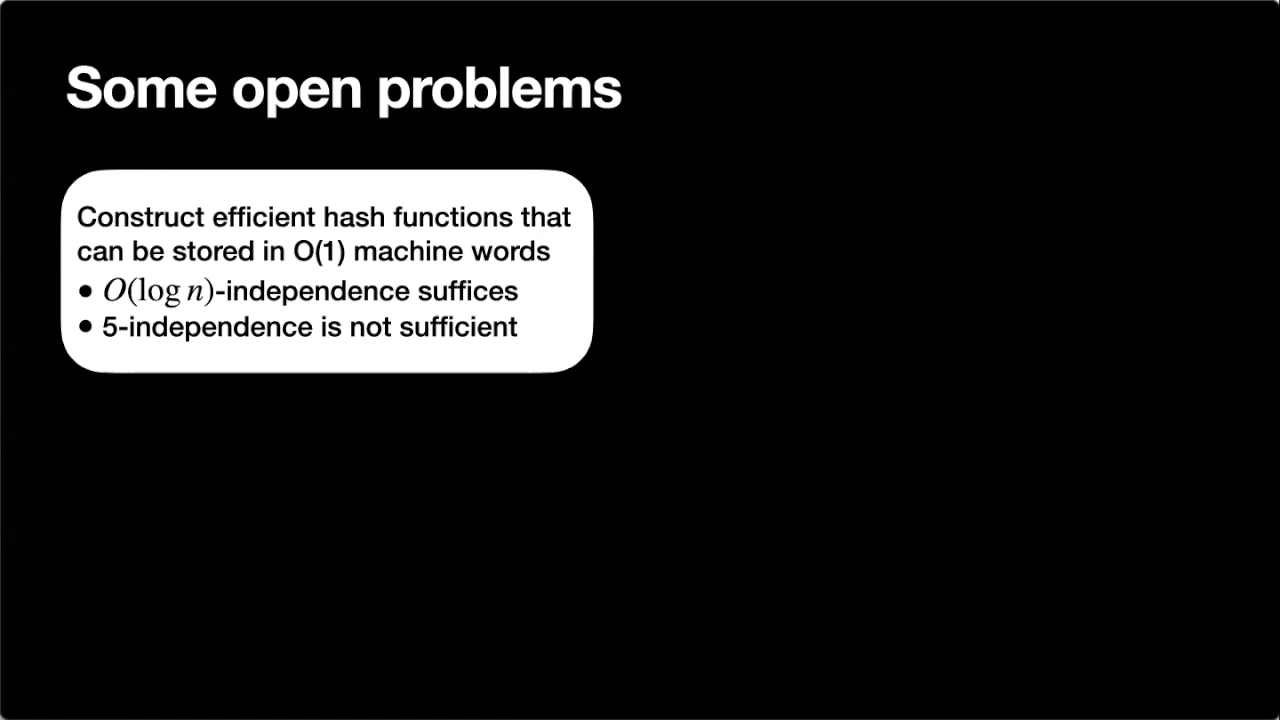 Some open problems
Construct efficient hash functions that
can be stored in O(1) machine words
• O(log n)-independence suffices
• 5-independence is not sufficient